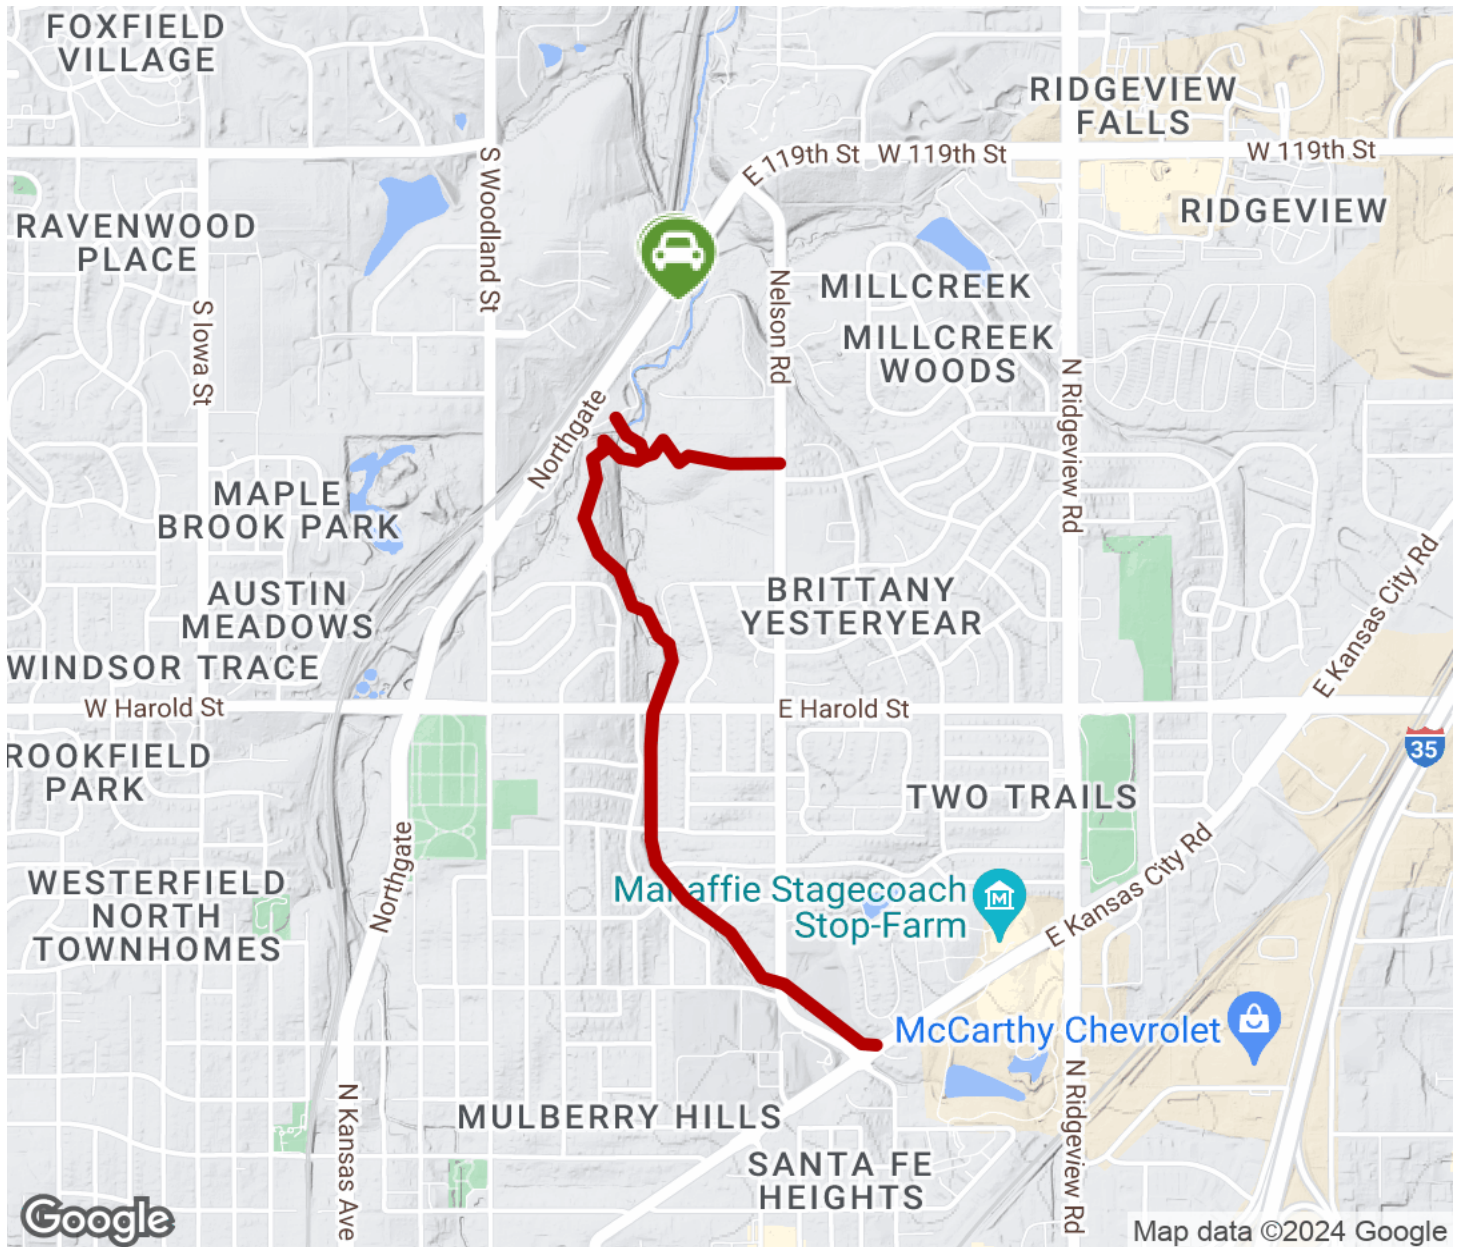 FOXFIELD
VILLAGE
RIDGEVIEW
FALLS
E 119th St
W 119th St
W 119th St
S Woodland St
RAVENWOOD
PLACE
RIDGEVIEW
S Iowa St
Nelson Rd
MILLCREEK
MILLCREEK
WOODS
N Ridgeview Rd
Northgate
MAPLE
BROOK PARK
AUSTIN
MEADOWS
BRITTANY
YESTERYEAR
E Kansas City Rd
WINDSOR TRACE
W Harold St
E Harold St
35
ROOKFIELD
PARK
TWO TRAILS
Northgate
E Kansas City Rd
WESTERFIELD
NORTH
TOWNHOMES
Mahaffie Stagecoach
Stop-Farm
M
McCarthy Chevrolet
N Kansas Ave
N Ridgeview Rd
MULBERRY HILLS
SANTA FE
HEIGHTS
Google
Map data ©2024 Google